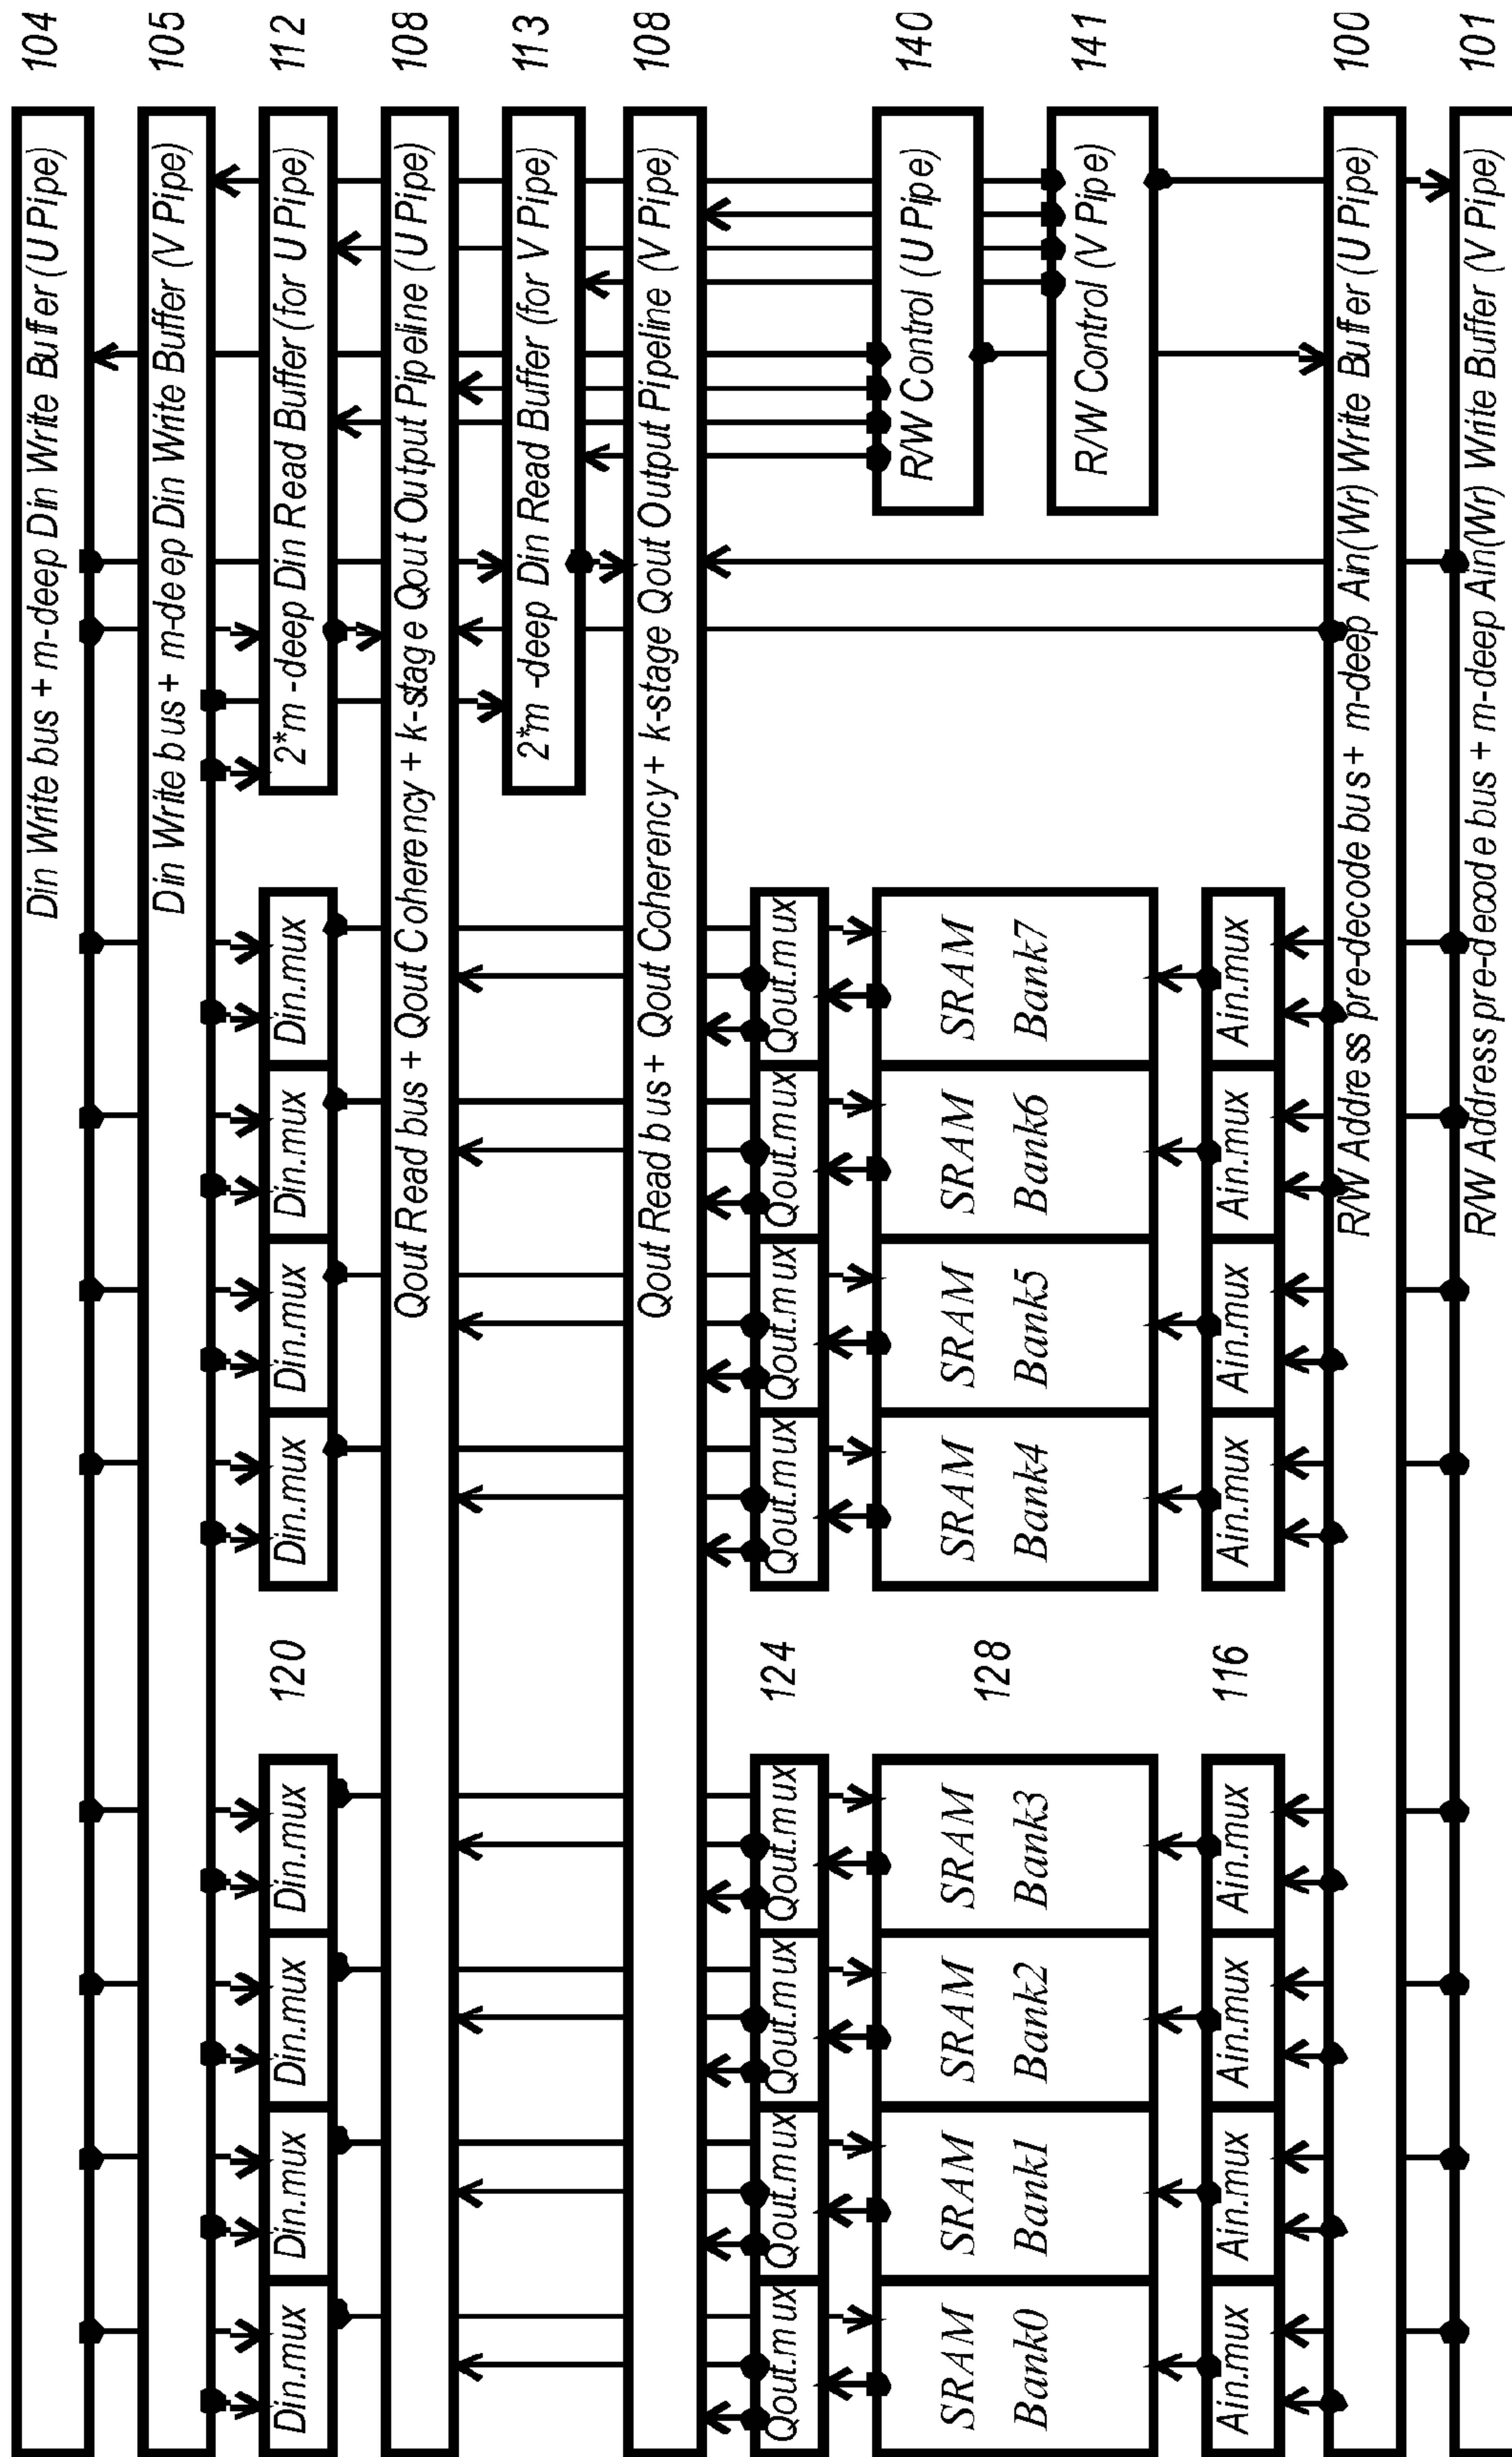 Din Write bus + m-deep Din Write Buffer (U Pipe) 104
Din Write bus + m-deep Din Write Buffer (V Pipe) 105
Din.mux Din.mux Din.mux Din.mux 120 Din.mux Din.mux Din.mux Din.mux 2*m -deep Din Read Buffer (for U Pipe) 112
Qout Read bus + Qout Coherency + k-stage Qout Output Pipeline (U Pipe) 108
2*m -deep Din Read Buffer (for V Pipe) 113
Qout Read bus + Qout Coherency + k-stage Qout Output Pipeline (V Pipe) 108
Qout.mux Qout.mux Qout.mux Qout.mux 124 Qout.mux Qout.mux Qout.mux Qout.mux
R/W Control (U Pipe) 140
SRAM SRAM SRAM SRAM 128 SRAM SRAM SRAM SRAM
Bank0 Bank1 Bank2 Bank3 Bank4 Bank5 Bank6 Bank7
R/W Control (V Pipe) 141
Ain.mux Ain.mux Ain.mux Ain.mux 116 Ain.mux Ain.mux Ain.mux Ain.mux
R/W Address pre-decode bus + m-deep Ain(Wr) Write Buffer (U Pipe) 100
R/W Address pre-decode bus + m-deep Ain(Wr) Write Buffer (V Pipe) 101